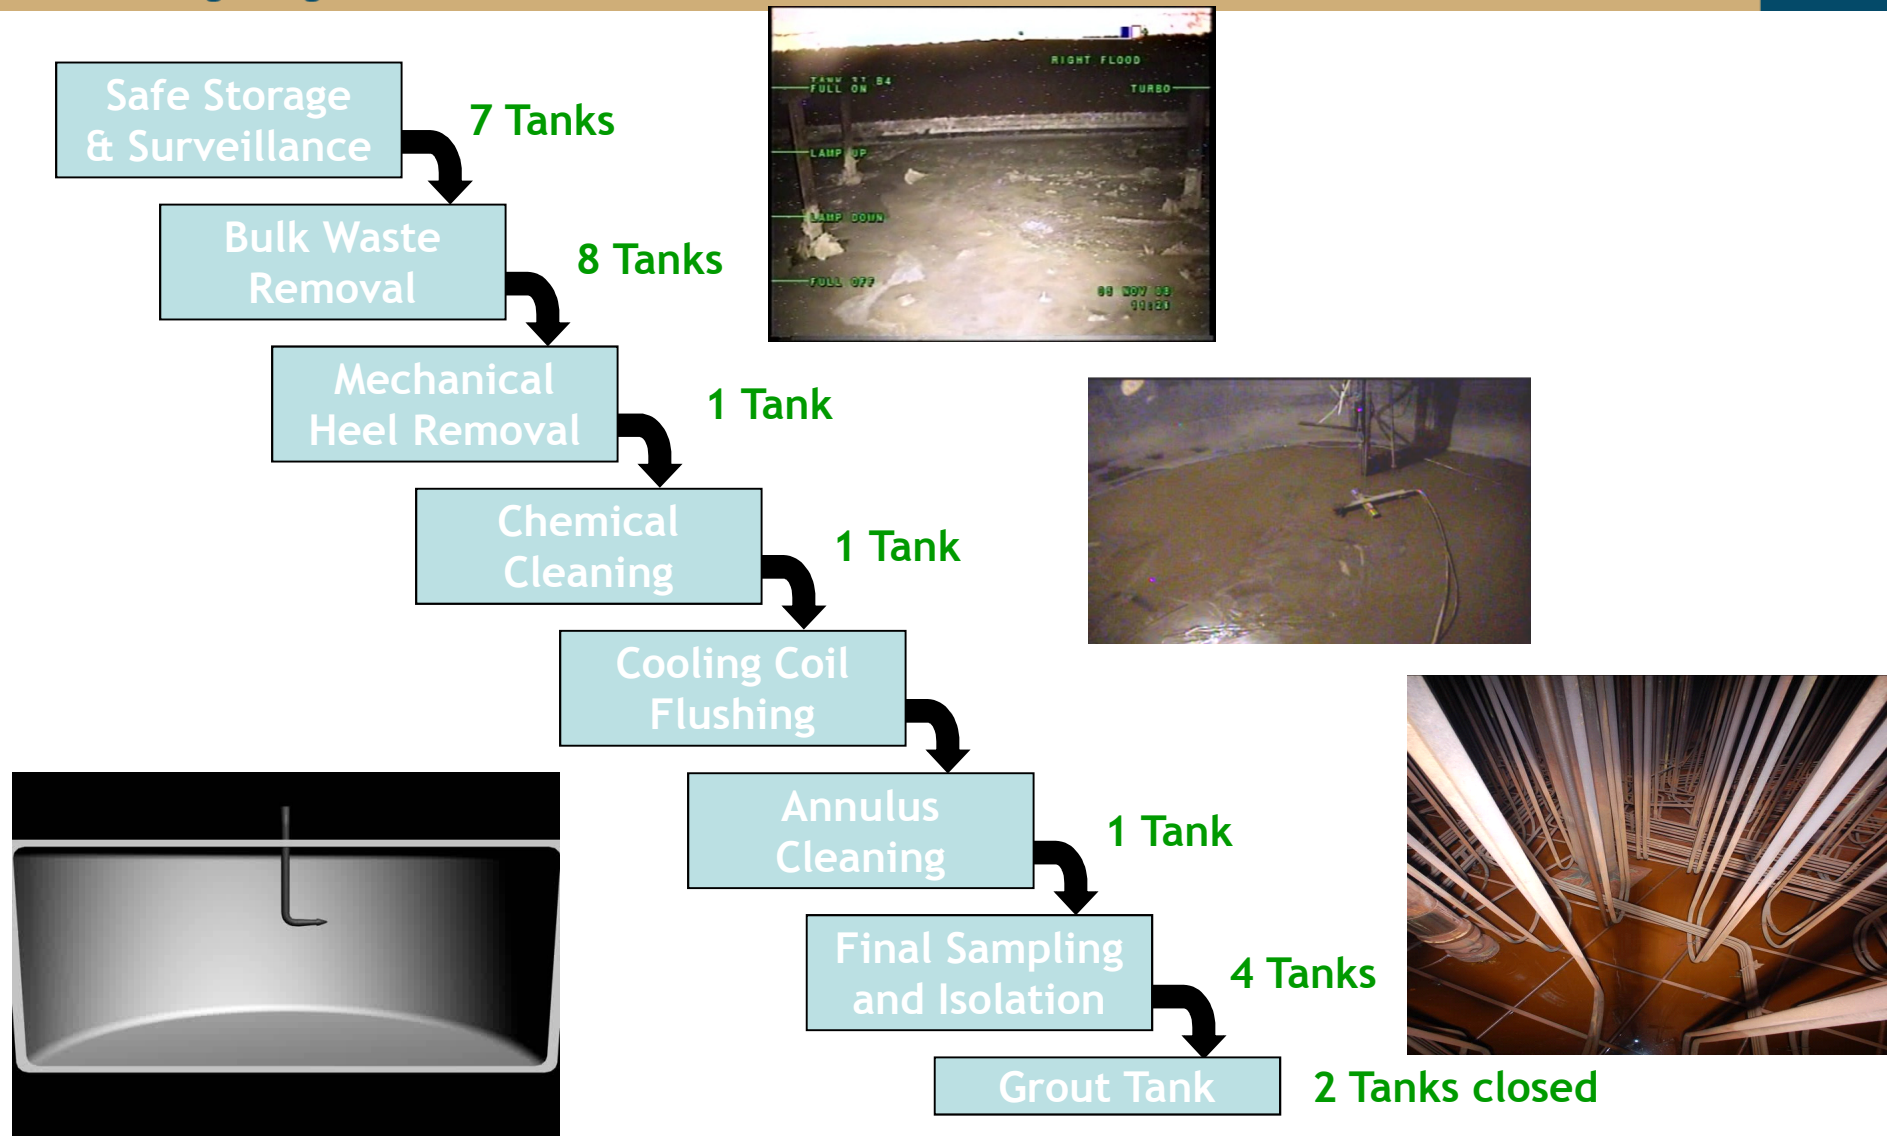 Safe Storage
& Surveillance
7 Tanks
Bulk Waste
Removal
8 Tanks
Mechanical
Heel Removal
1 Tank
Chemical
Cleaning
1 Tank
Cooling Coil
Flushing
Annulus
Cleaning
1 Tank
Final Sampling
and Isolation
4 Tanks
Grout Tank
2 Tanks closed
RIGHT FLOOD
FULL ON
TURBO
LAMP UP
LAMP DOWN
FULL OFF